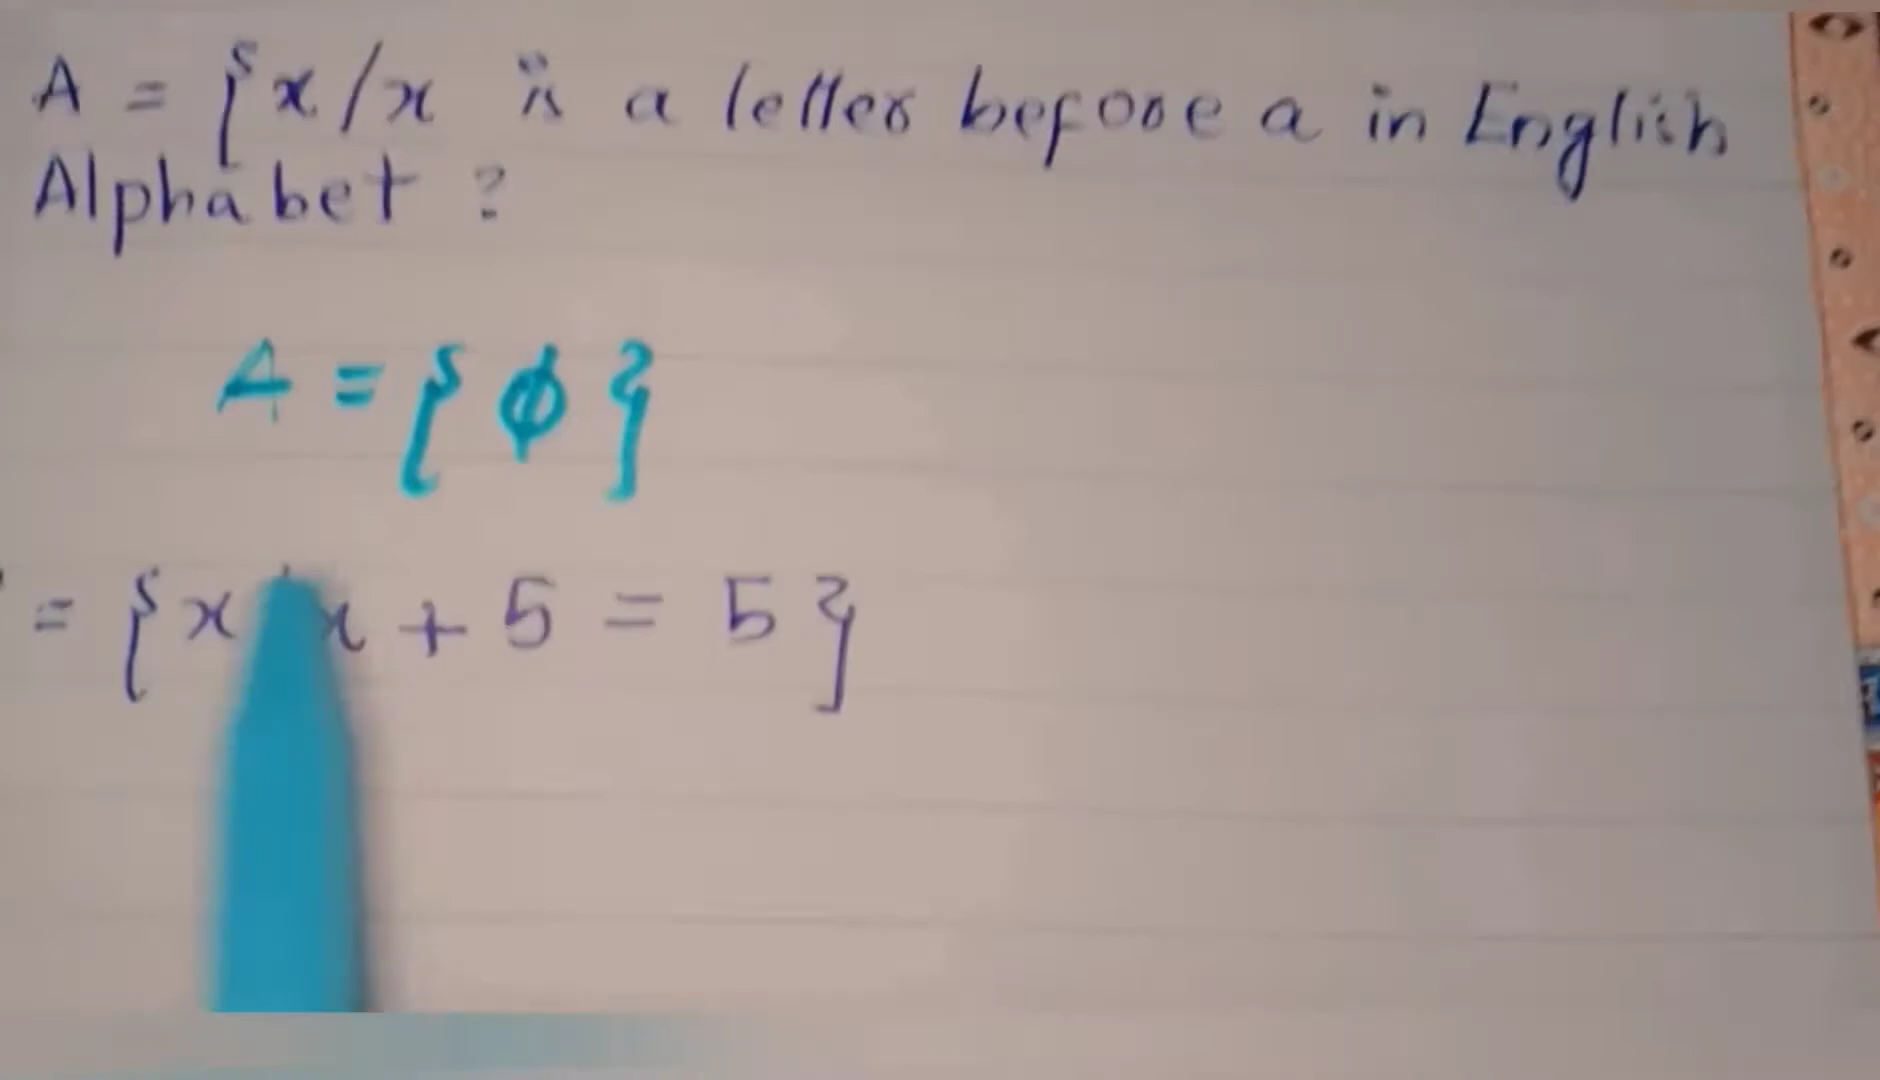 A = {x/x is a letter before a in English
Alphabet ?
A = {ϕ}
= {x/x + 5 = 5}